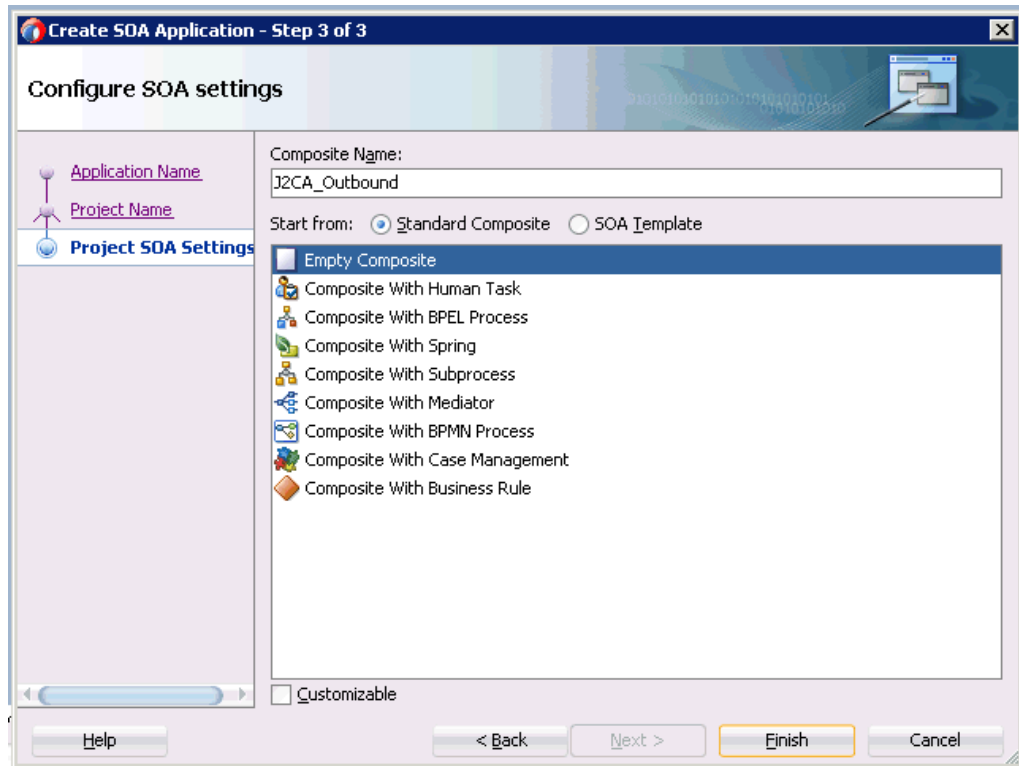 Create SOA Application - Step 3 of 3
Configure SOA settings
Application Name
Project Name
Project SOA Settings
Composite Name:
J2CA_Outbound
Start from: Standard Composite SOA Template
Empty Composite
Composite With Human Task
Composite With BPEL Process
Composite With Spring
Composite With Subprocess
Composite With Mediator
Composite With BPMN Process
Composite With Case Management
Composite With Business Rule
Customizable
Help < Back Next > Finish Cancel